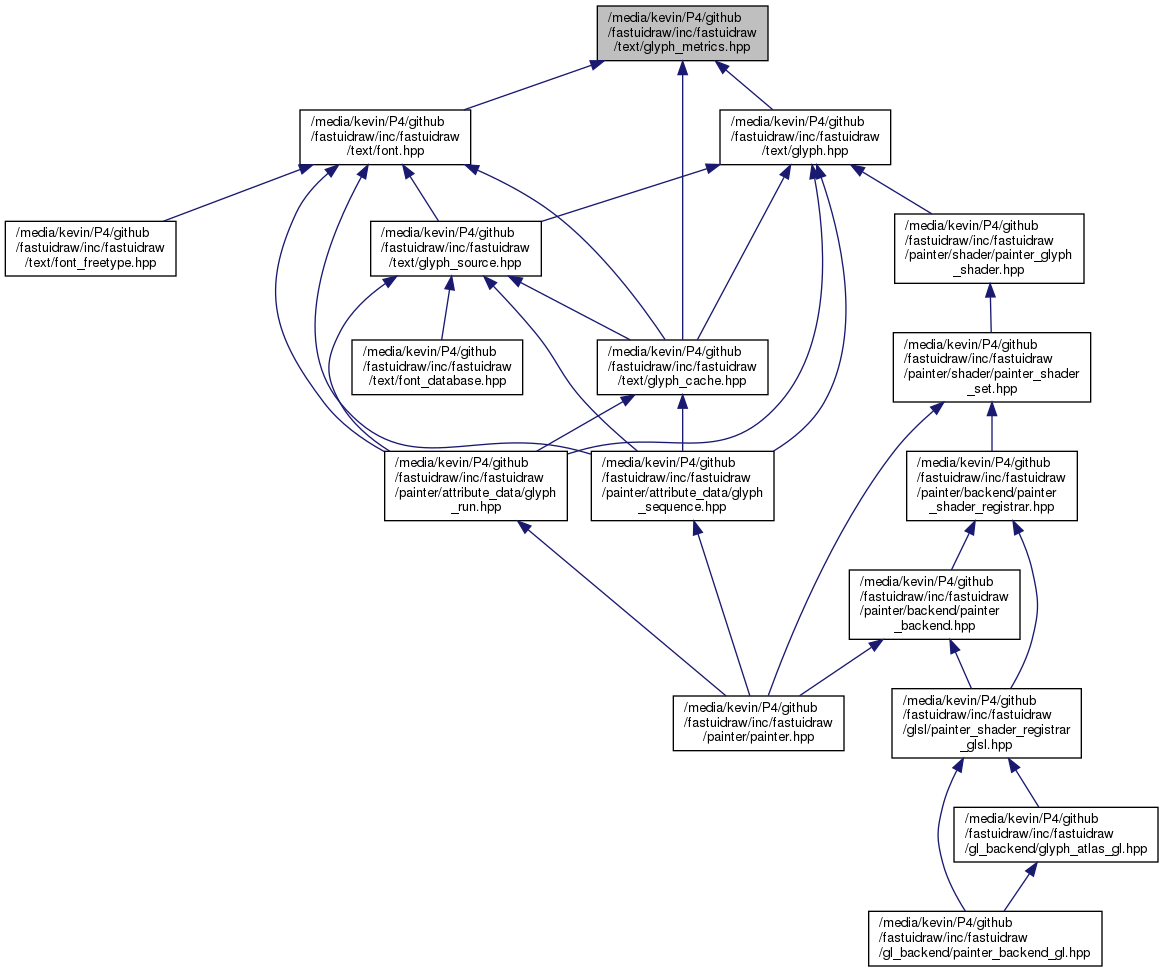 /media/kevin/P4/github
/fastuidraw/inc/fastuidraw
/text/glyph_metrics.hpp
/media/kevin/P4/github
/fastuidraw/inc/fastuidraw
/text/font.hpp
/media/kevin/P4/github
/fastuidraw/inc/fastuidraw
/text/glyph.hpp
/media/kevin/P4/github
/fastuidraw/inc/fastuidraw
/text/font_freetype.hpp
/media/kevin/P4/github
/fastuidraw/inc/fastuidraw
/text/glyph_source.hpp
/media/kevin/P4/github
/fastuidraw/inc/fastuidraw
/painter/shader/painter_glyph
_shader.hpp
/media/kevin/P4/github
/fastuidraw/inc/fastuidraw
/text/font_database.hpp
/media/kevin/P4/github
/fastuidraw/inc/fastuidraw
/text/glyph_cache.hpp
/media/kevin/P4/github
/fastuidraw/inc/fastuidraw
/painter/shader/painter_shader
_set.hpp
/media/kevin/P4/github
/fastuidraw/inc/fastuidraw
/painter/attribute_data/glyph
_run.hpp
/media/kevin/P4/github
/fastuidraw/inc/fastuidraw
/painter/attribute_data/glyph
_sequence.hpp
/media/kevin/P4/github
/fastuidraw/inc/fastuidraw
/painter/backend/painter
_shader_registrar.hpp
/media/kevin/P4/github
/fastuidraw/inc/fastuidraw
/painter/backend/painter
_backend.hpp
/media/kevin/P4/github
/fastuidraw/inc/fastuidraw
/painter/painter.hpp
/media/kevin/P4/github
/fastuidraw/inc/fastuidraw
/glsl/painter_shader_registrar
_glsl.hpp
/media/kevin/P4/github
/fastuidraw/inc/fastuidraw
/gl_backend/glyph_atlas_gl.hpp
/media/kevin/P4/github
/fastuidraw/inc/fastuidraw
/gl_backend/painter_backend_gl.hpp